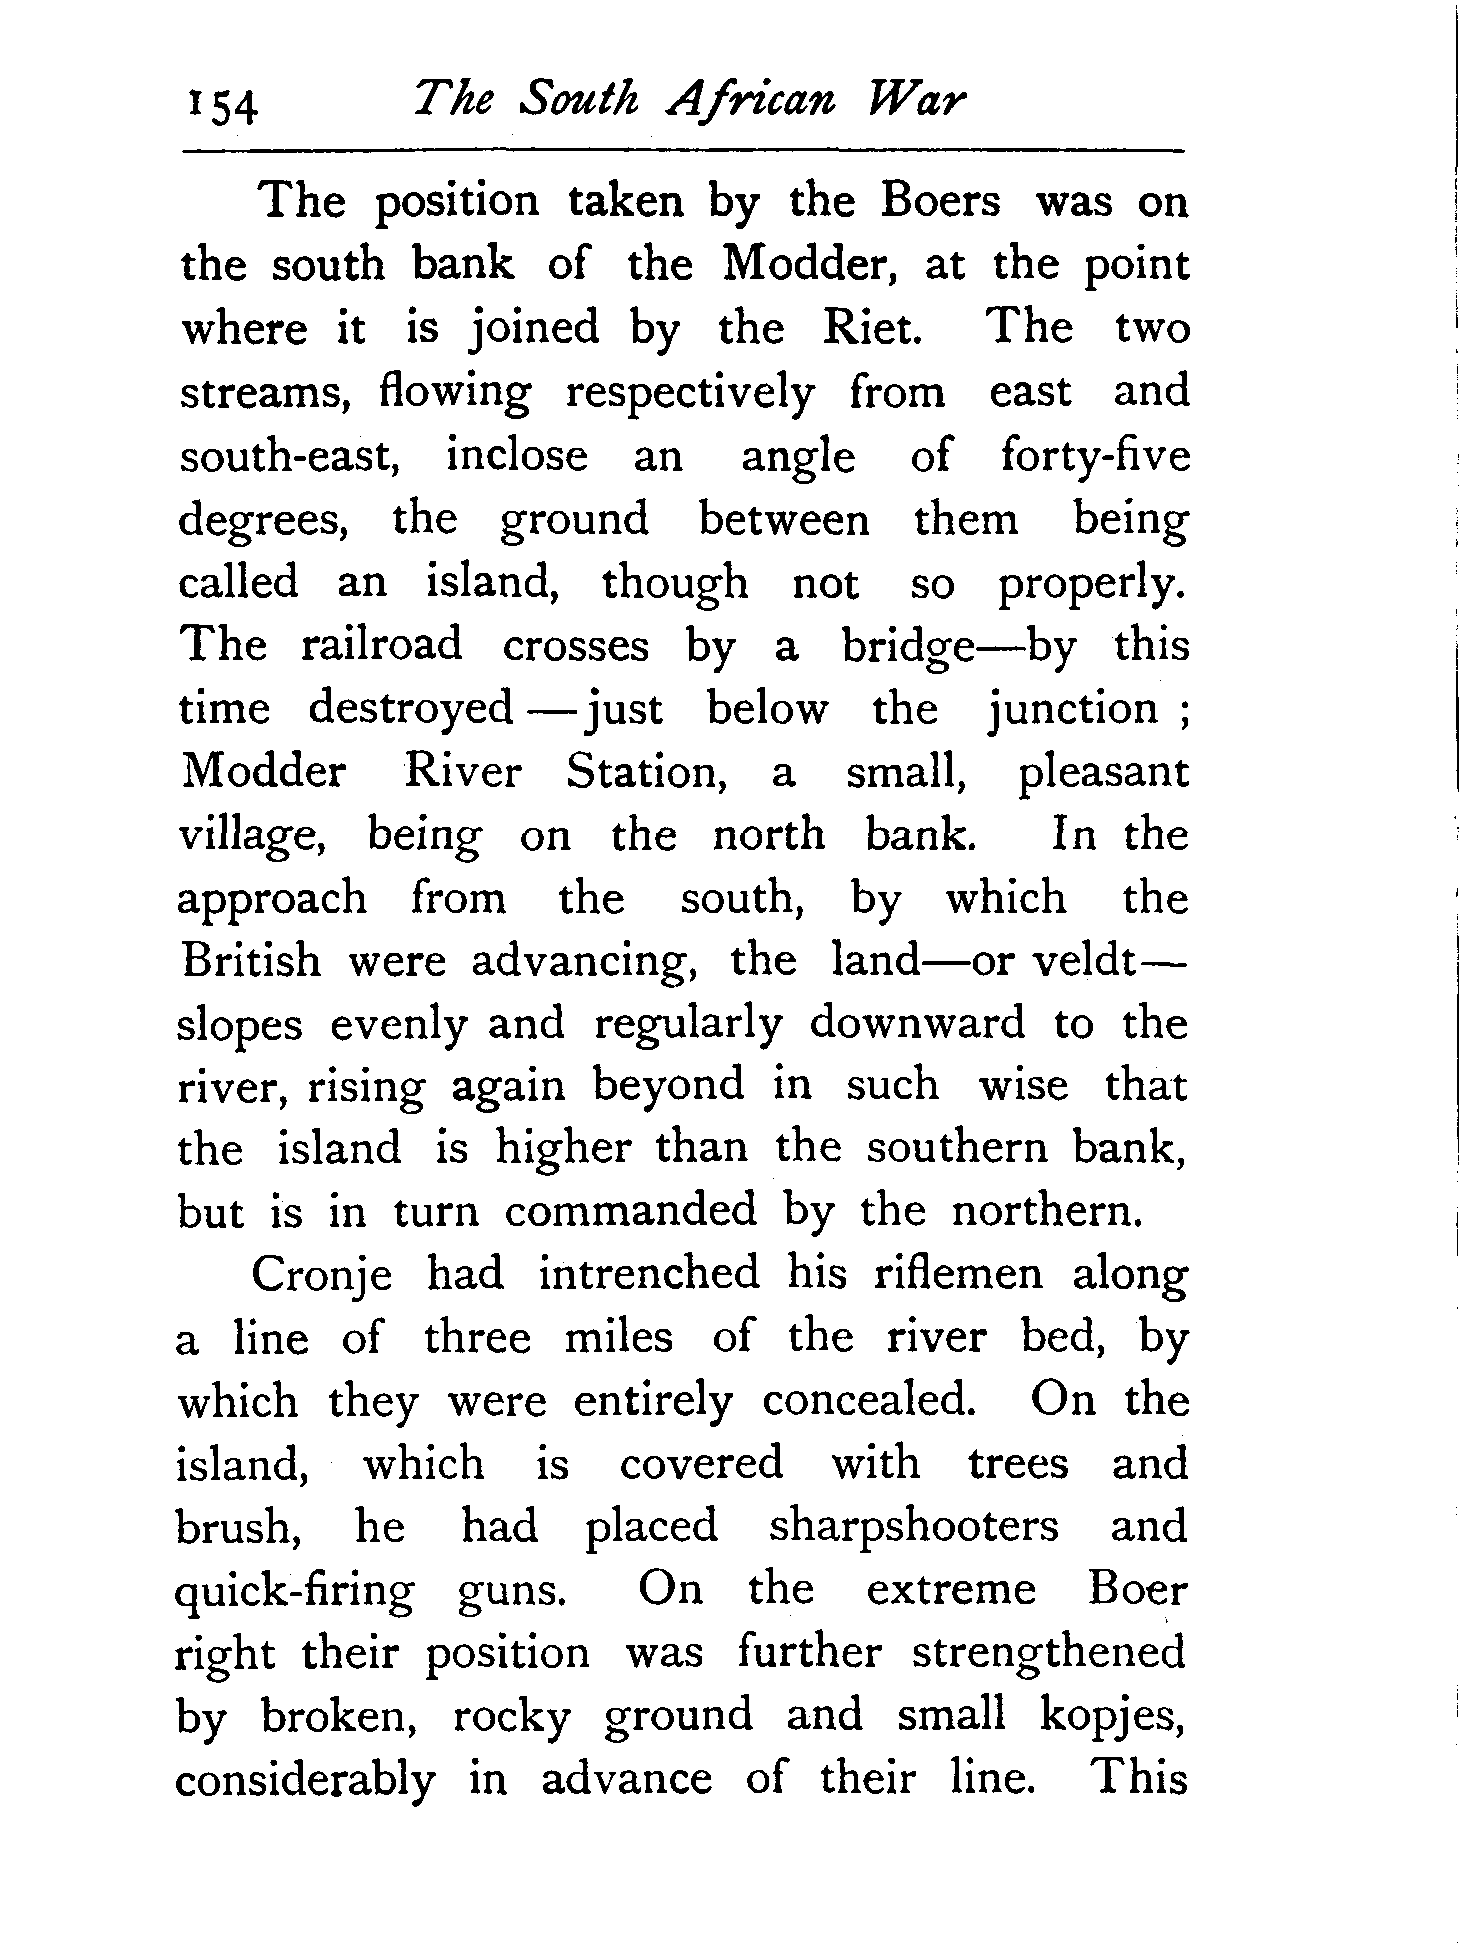 154 The South African War
The position taken by the Boers was on
the south bank of the Modder, at the point
where it is joined by the Riet. The two
streams, flowing respectively from east and
south-east, inclose an angle of forty-five
degrees, the ground between them being
called an island, though not so properly.
The railroad crosses by a bridge—by this
time destroyed—just below the junction ;
Modder River Station, a small, pleasant
village, being on the north bank. In the
approach from the south, by which the
British were advancing, the land—or veldt—
slopes evenly and regularly downward to the
river, rising again beyond in such wise that
the island is higher than the southern bank,
but is in turn commanded by the northern.
Cronje had intrenched his riflemen along
a line of three miles of the river bed, by
which they were entirely concealed. On the
island, which is covered with trees and
brush, he had placed sharpshooters and
quick-firing guns. On the extreme Boer
right their position was further strengthened
by broken, rocky ground and small kopjes,
considerably in advance of their line. This